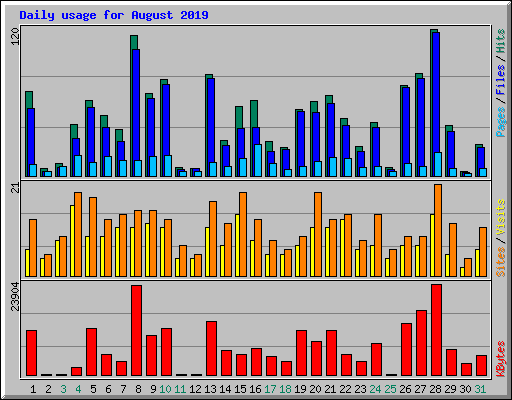 Daily usage for August 2019
120
Pages / Files / Hits
21
Sites / Visits
23904
KBytes
1 2 3 4 5 6 7 8 9 10 11 12 13 14 15 16 17 18 19 20 21 22 23 24 25 26 27 28 29 30 31